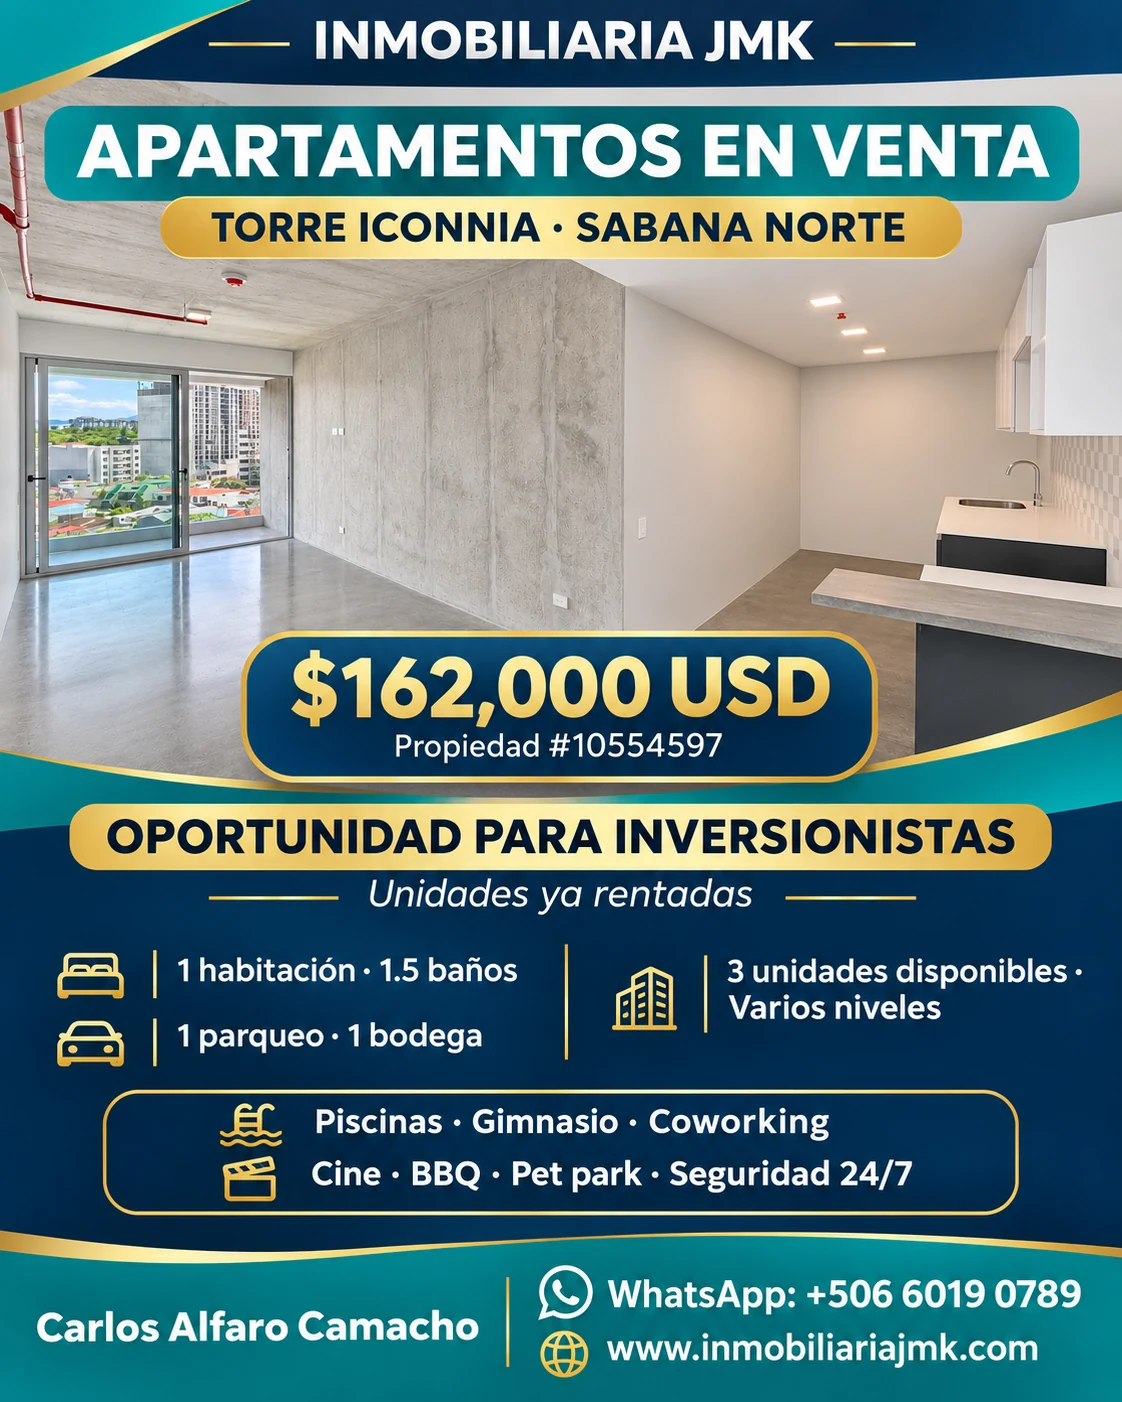 INMOBILIARIA JMK
APARTAMENTOS EN VENTA
TORRE ICONNIA · SABANA NORTE
$162,000 USD
Propiedad #10554597
OPORTUNIDAD PARA INVERSIONISTAS
Unidades ya rentadas
1 habitación · 1.5 baños
1 parqueo · 1 bodega
3 unidades disponibles ·
Varios niveles
Piscinas · Gimnasio · Coworking
Cine · BBQ · Pet park · Seguridad 24/7
Carlos Alfaro Camacho
WhatsApp: +506 6019 0789
www.inmobiliariajmk.com